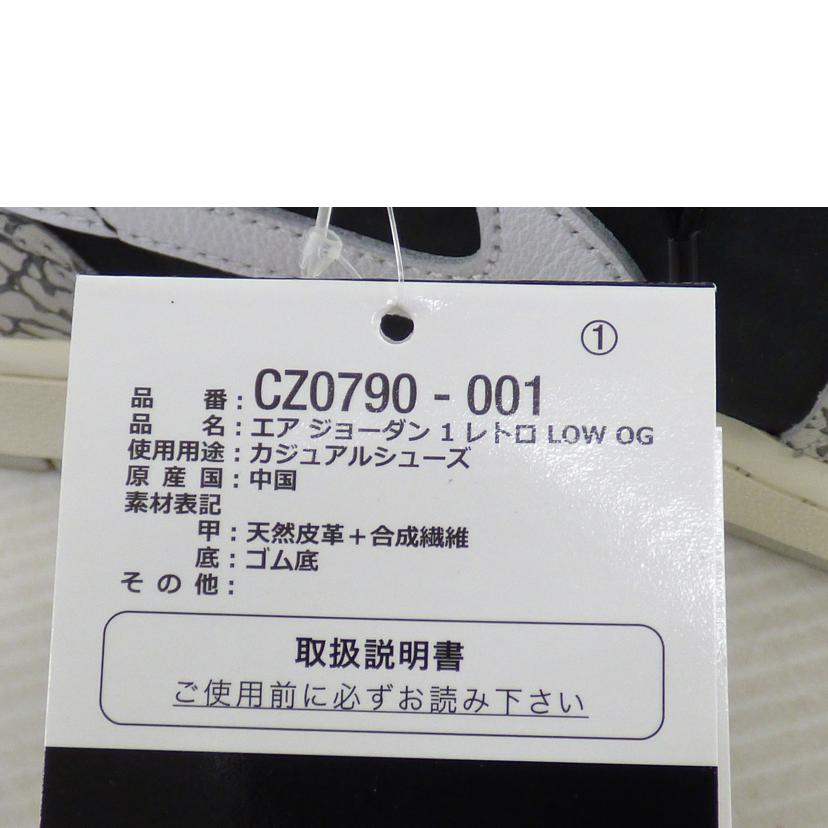 ①
品番：CZ0790 - 001
品名：エア ジョーダン 1 レトロ LOW OG
使用用途：カジュアルシューズ
原産国：中国
素材表記
甲：天然皮革＋合成繊維
底：ゴム底
その他：
取扱説明書
ご使用前に必ずお読み下さい